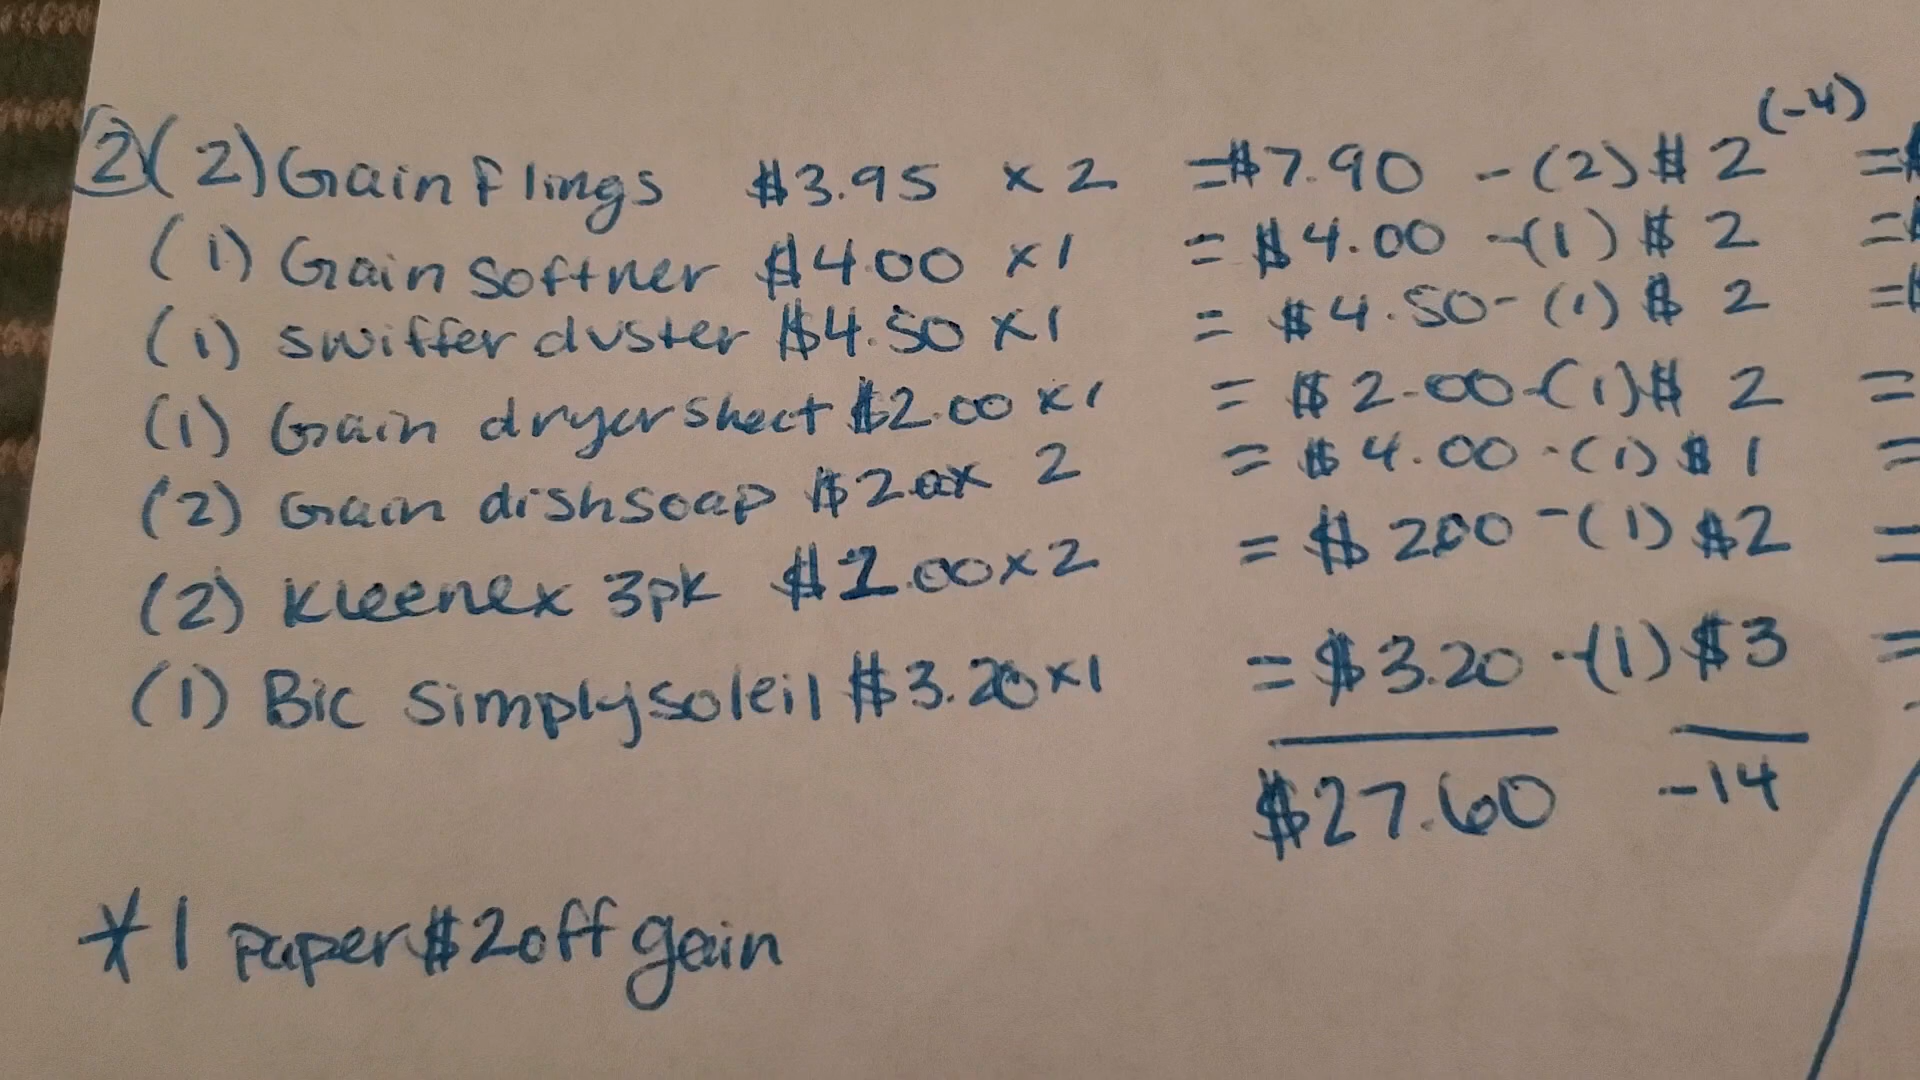 (-4)
② (2) Gain Flings $3.95 x 2 = $7.90 - (2) $ 2 =
(1) Gain Softner $4.00 x 1 = $4.00 - (1) $ 2 =
(1) swiffer duster $4.50 x 1 = $4.50 - (1) $ 2 =
(1) Gain dryer sheet $2.00 x 1 = $2.00 - (1) $ 2 =
(2) Gain dishsoap $2.00 x 2 = $4.00 - (1) $ 1 =
(2) Kleenex 3pk $1.00 x 2 = $2.00 - (1) $2 =
(1) Bic Simply soleil $3.20 x 1 = $3.20 - (1) $3 =
$27.60 -14
*1 paper $2 off gain